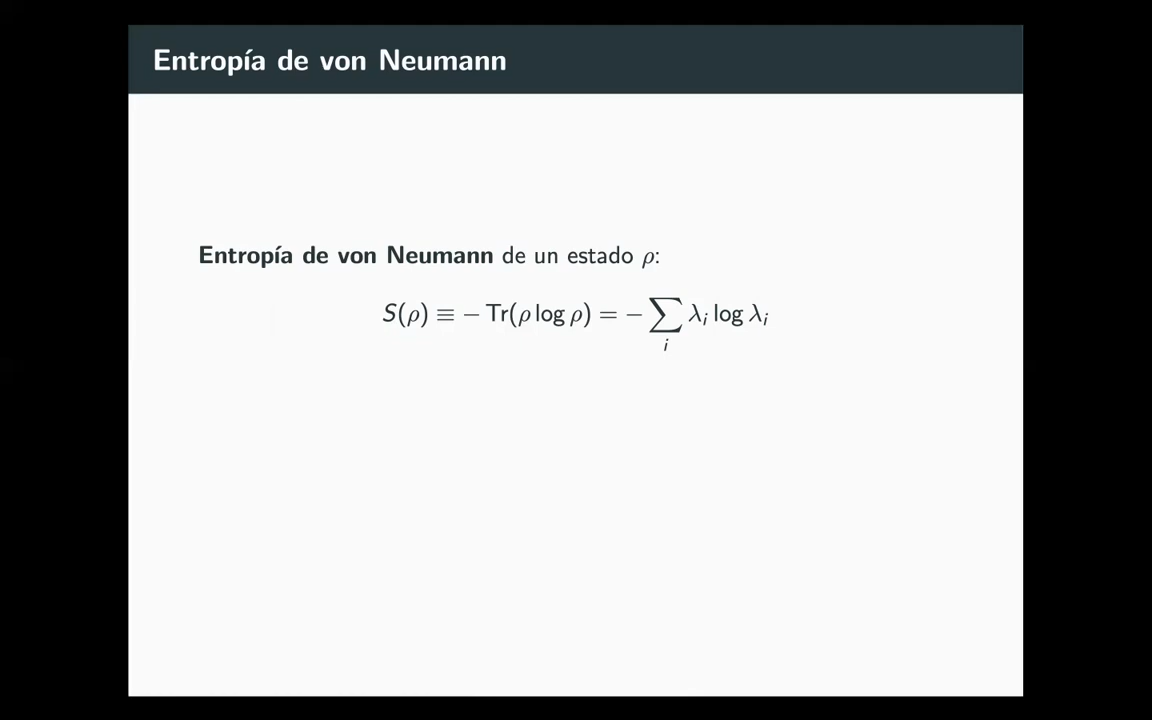 Entropía de von Neumann
Entropía de von Neumann de un estado ρ:
S(ρ) ≡ − Tr(ρ log ρ) = − ∑ λᵢ log λᵢ
i